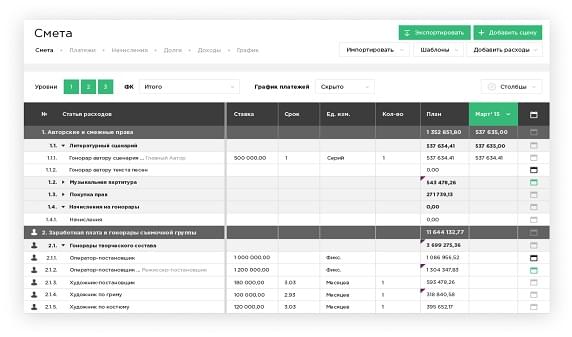 Смета
Экспортировать + Добавить сцену
Смета Платежи Начисления Долги Доходы График
Импортировать Шаблоны Добавить расходы
Уровни 1 2 3 ФК Итого График платежей Скрыто Столбцы
№ Статья расходов Ставка Срок Ед. изм. Кол-во План Март' 15
1. Авторские и смежные права 1 352 851,80 537 635,00
1.1. Литературный сценарий 537 634,41 537 635,00
1.1.1. Гонорар автору сценария ... Главный Автор 500 000,00 1 Серий 1 537 634,41 537 634,41
1.1.2. Гонорар автору текста песен 0,00
1.2. Музыкальная партитура 543 478,26
1.3. Покупка прав 271 739,13
1.4. Начисления на гонорары 0,00
1.4.1. Начисления 0,00
2. Заработная плата и гонорары съемочной группы 11 644 132,77
2.1. Гонорары творческого состава 3 699 275,36
2.1.1. Оператор-постановщик 1 000 000,00 Фикс. 1 086 956,52
2.1.2. Оператор-постановщик ... Режиссер-постановщик 1 200 000,00 Фикс. 1 304 347,83
2.1.3. Художник-постановщик 180 000,00 3.03 Месяцев 1 593 478,26
2.1.4. Художник по гриму 100 000,00 2.93 Месяцев 1 318 840,58
2.1.5. Художник по костюму 120 000,00 3.03 Месяцев 1 395 652,17